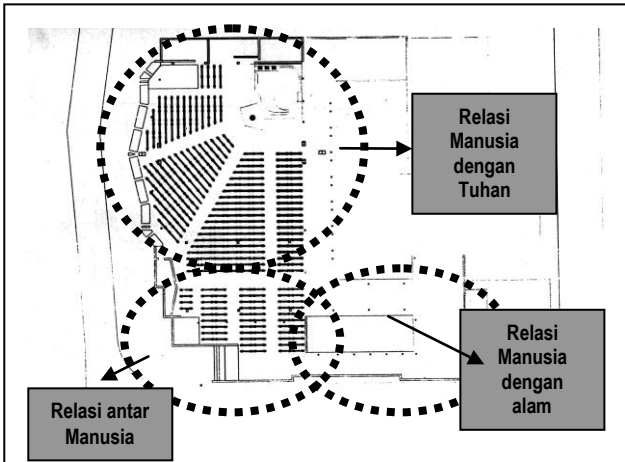 Relasi
Manusia
dengan
Tuhan
Relasi
Manusia
dengan
alam
Relasi antar
Manusia